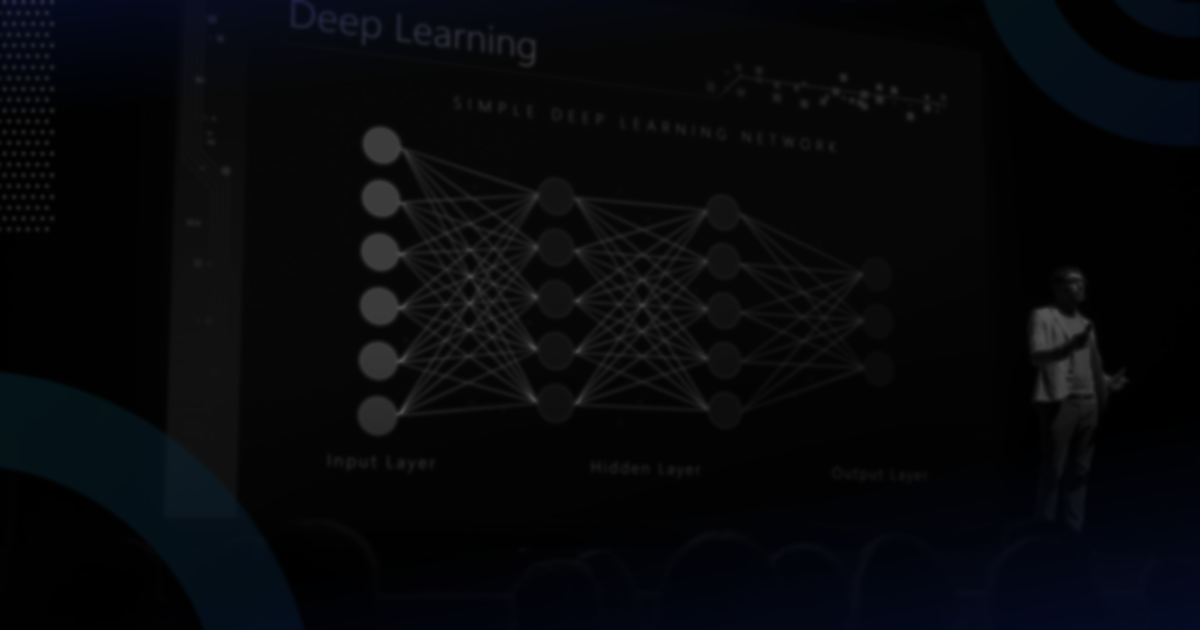 Deep Learning
SIMPLE DEEP LEARNING NETWORK
Input Layer
Hidden Layer
Output Layer